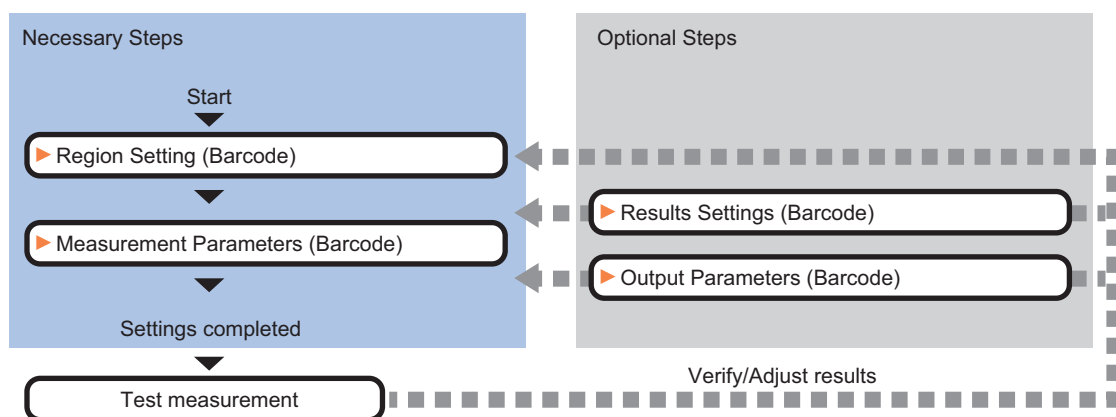 Necessary Steps
Optional Steps
Start
Region Setting (Barcode)
Results Settings (Barcode)
Measurement Parameters (Barcode)
Output Parameters (Barcode)
Settings completed
Verify/Adjust results
Test measurement